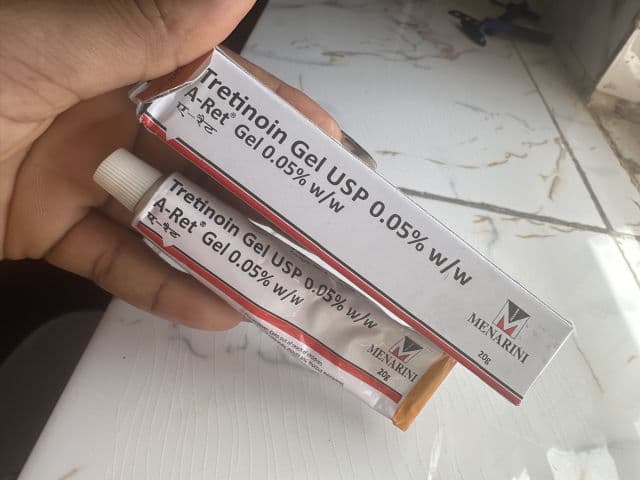 Tretinoin Gel USP 0.05% w/w
A-Ret® Gel 0.05% w/w
ए-रेट
MENARINI
20g
Tretinoin Gel USP 0.05% w/w
A-Ret® Gel 0.05% w/w
ए-रेट
MENARINI
20g